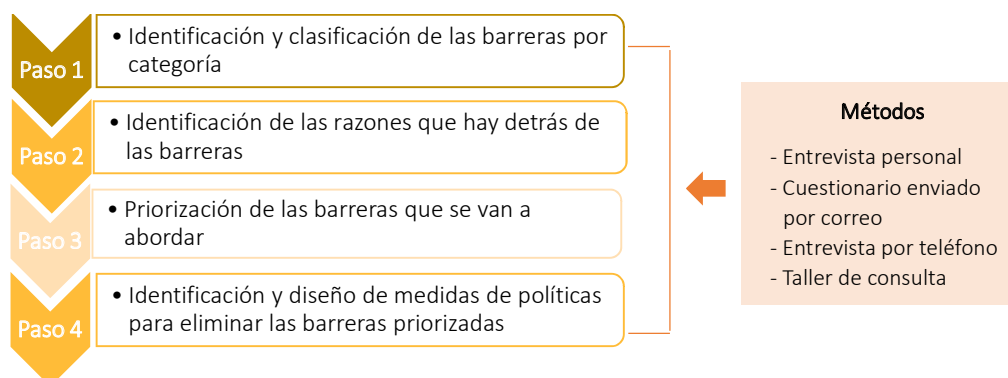 Paso 1
• Identificación y clasificación de las barreras por
categoría
Paso 2
• Identificación de las razones que hay detrás de
las barreras
Paso 3
• Priorización de las barreras que se van a
abordar
Paso 4
• Identificación y diseño de medidas de políticas
para eliminar las barreras priorizadas
Métodos
- Entrevista personal
- Cuestionario enviado
por correo
- Entrevista por teléfono
- Taller de consulta